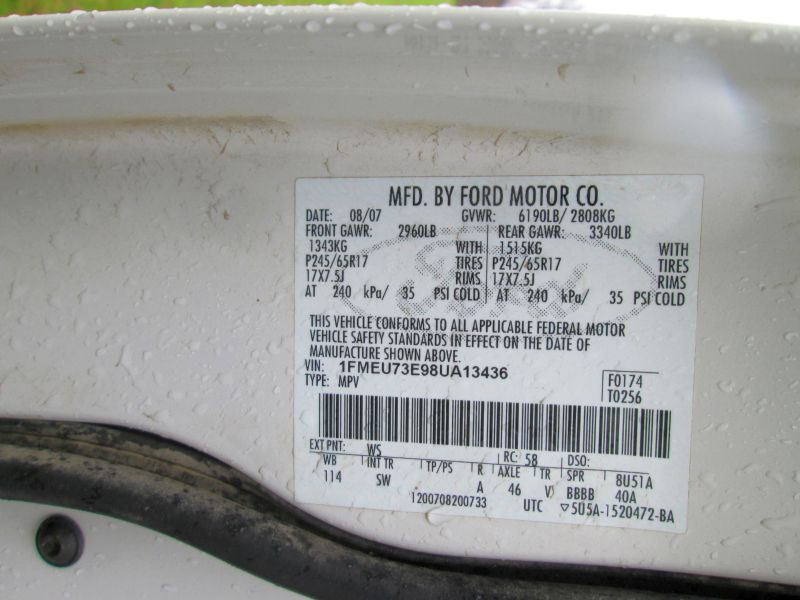 MFD. BY FORD MOTOR CO.
DATE: 08/07 GVWR: 6190LB/ 2808KG
FRONT GAWR: 2960LB REAR GAWR: 3340LB
1343KG WITH 1515KG WITH
P245/65R17 TIRES P245/65R17 TIRES
17X7.5J RIMS 17X7.5J RIMS
AT 240 kPa/ 35 PSI COLD AT 240 kPa/ 35 PSI COLD
Ford
THIS VEHICLE CONFORMS TO ALL APPLICABLE FEDERAL MOTOR
VEHICLE SAFETY STANDARDS IN EFFECT ON THE DATE OF
MANUFACTURE SHOWN ABOVE.
VIN: 1FMEU73E98UA13436
TYPE: MPV
F0174
T0256
EXT PNT: WS RC: 58 DSO:
WB INT TR TP/PS R AXLE TR SPR 8U51A
114 SW A 46 V BBBB 40A
1200708200733 UTC ▽5U5A-1520472-BA